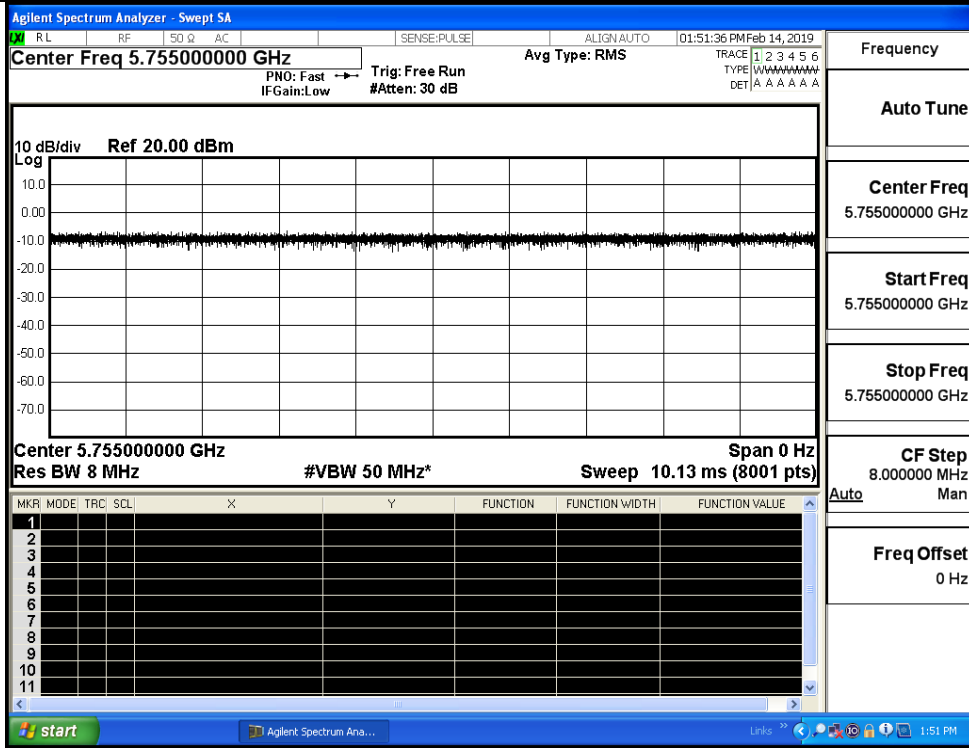 Agilent Spectrum Analyzer - Swept SA
LXI RL RF 50 Ω AC SENSE:PULSE ALIGN AUTO 01:51:36 PM Feb 14, 2019
Center Freq 5.755000000 GHz
Avg Type: RMS
TRACE 1 2 3 4 5 6
PNO: Fast
Trig: Free Run
TYPE WWWWWW
IFGain:Low
#Atten: 30 dB
DET A A A A A A
10 dB/div Ref 20.00 dBm
Log
10.0
0.00
-10.0
-20.0
-30.0
-40.0
-50.0
-60.0
-70.0
Center 5.755000000 GHz Span 0 Hz
Res BW 8 MHz #VBW 50 MHz* Sweep 10.13 ms (8001 pts)
MKR MODE TRC SCL X Y FUNCTION FUNCTION WIDTH FUNCTION VALUE
1
2
3
4
5
6
7
8
9
10
11
Frequency
Auto Tune
Center Freq
5.755000000 GHz
Start Freq
5.755000000 GHz
Stop Freq
5.755000000 GHz
CF Step
8.000000 MHz
Auto Man
Freq Offset
0 Hz
start Agilent Spectrum Ana... Links » 1:51 PM